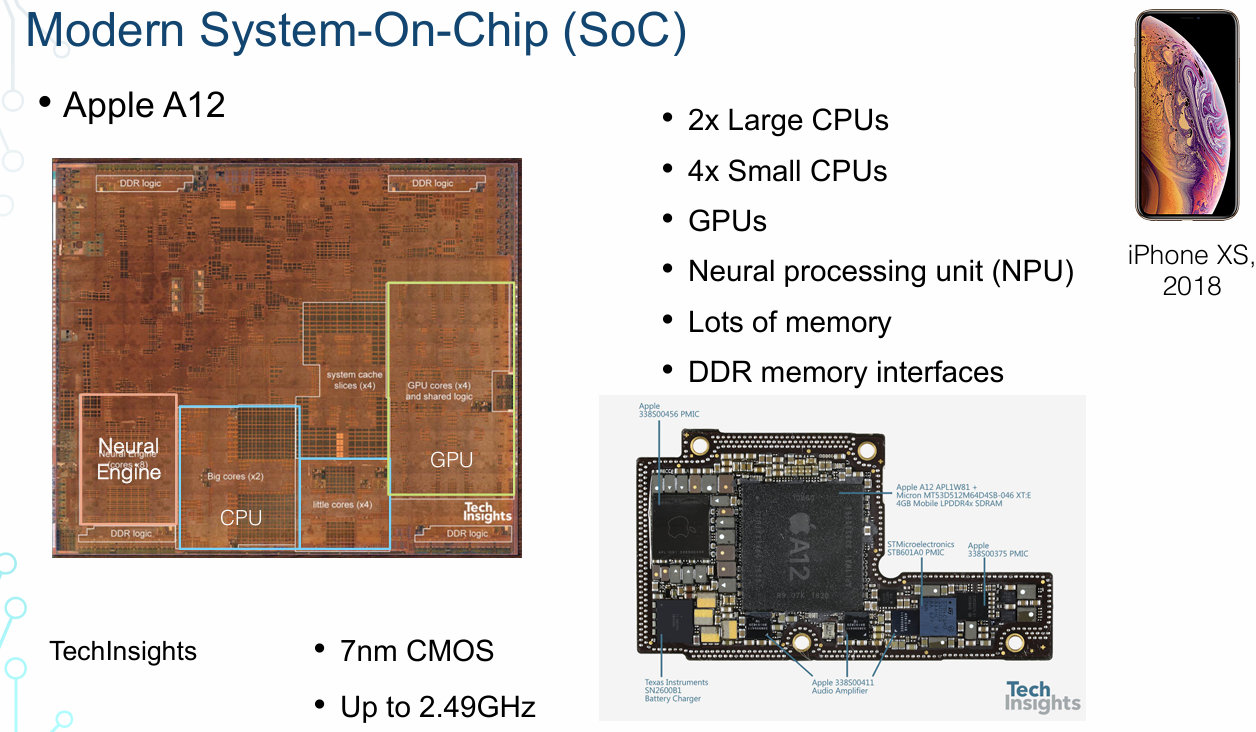 Modern System-On-Chip (SoC)
• Apple A12
DDR logic
DDR logic
system cache
slices (x4)
GPU cores (x4)
and shared logic
GPU
Neural
Engine
Neural Engine
(cores x8)
Big cores (x2)
CPU
little cores (x4)
Tech
Insights
DDR logic
DDR logic
TechInsights
• 7nm CMOS
• Up to 2.49GHz
• 2x Large CPUs
• 4x Small CPUs
• GPUs
• Neural processing unit (NPU)
• Lots of memory
• DDR memory interfaces
Apple
338S00456 PMIC
Apple A12 APL1W81 +
Micron MT53D512M64D4SB-046 XT:E
4GB Mobile LPDDR4x SDRAM
STMicroelectronics
STB601A0 PMIC
Apple
338S00375 PMIC
A12
Texas Instruments
SN2600B1
Battery Charger
Apple 338S00411
Audio Amplifier
Tech
Insights
iPhone XS,
2018